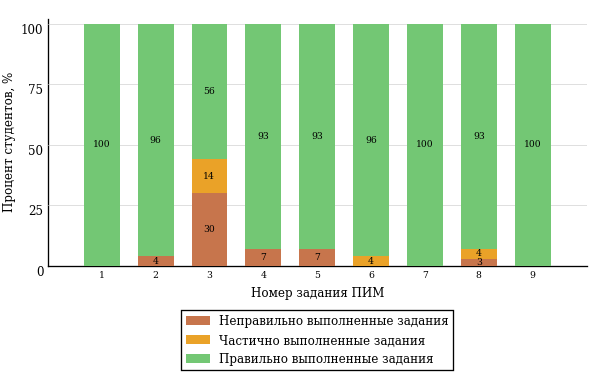 Процент студентов, %
100
75
50
25
0
100 96 56 93 93 96 100 93 100
14
30
4 7 7 4 4
3
1 2 3 4 5 6 7 8 9
Номер задания ПИМ
Неправильно выполненные задания
Частично выполненные задания
Правильно выполненные задания